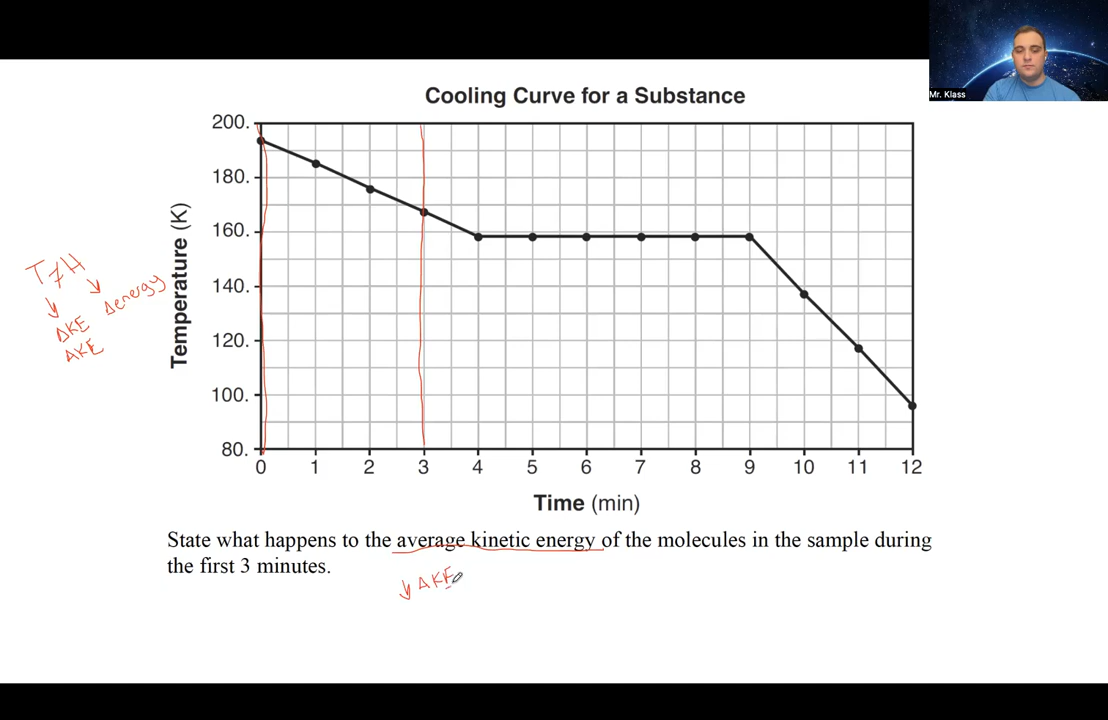 Mr. Klass
Cooling Curve for a Substance
200.
180.
160.
140.
120.
100.
80.
Temperature (K)
0 1 2 3 4 5 6 7 8 9 10 11 12
Time (min)
T≠H
Δenergy
ΔKE
AKE
State what happens to the average kinetic energy of the molecules in the sample during
the first 3 minutes.
↓ AKE